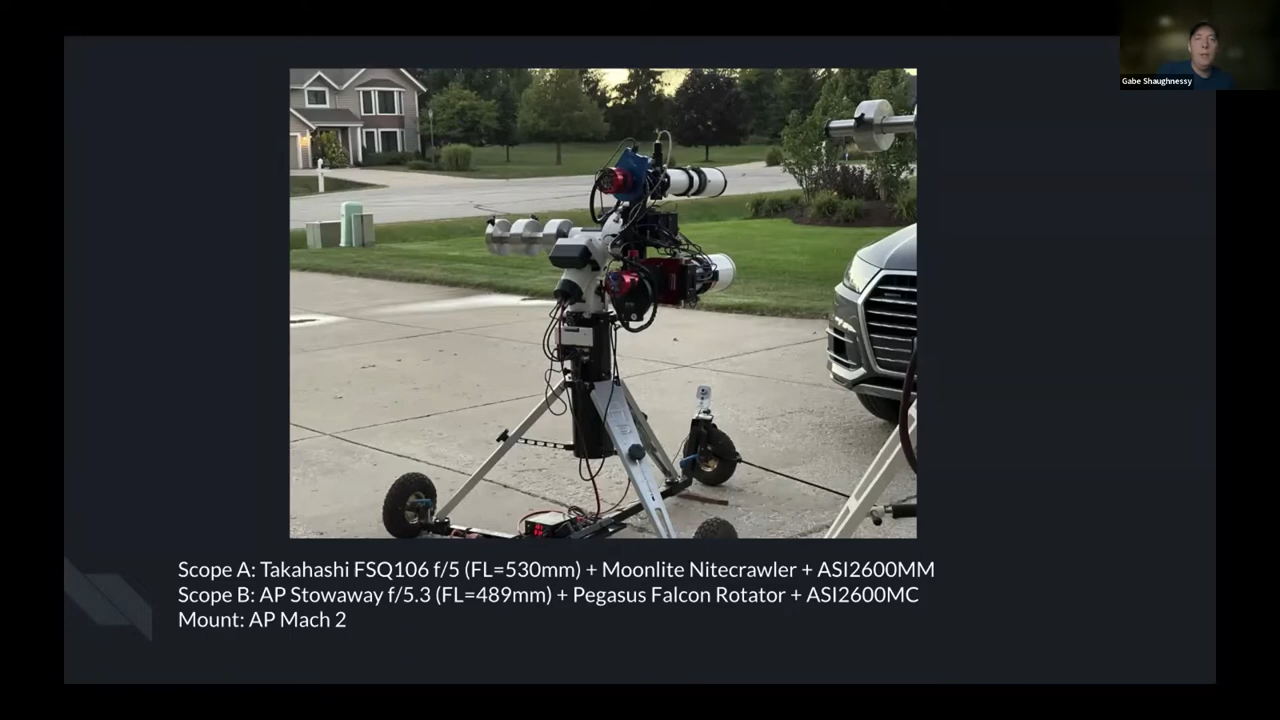 Gabe Shaughnessy
Scope A: Takahashi FSQ106 f/5 (FL=530mm) + Moonlite Nitecrawler + ASI2600MM
Scope B: AP Stowaway f/5.3 (FL=489mm) + Pegasus Falcon Rotator + ASI2600MC
Mount: AP Mach 2